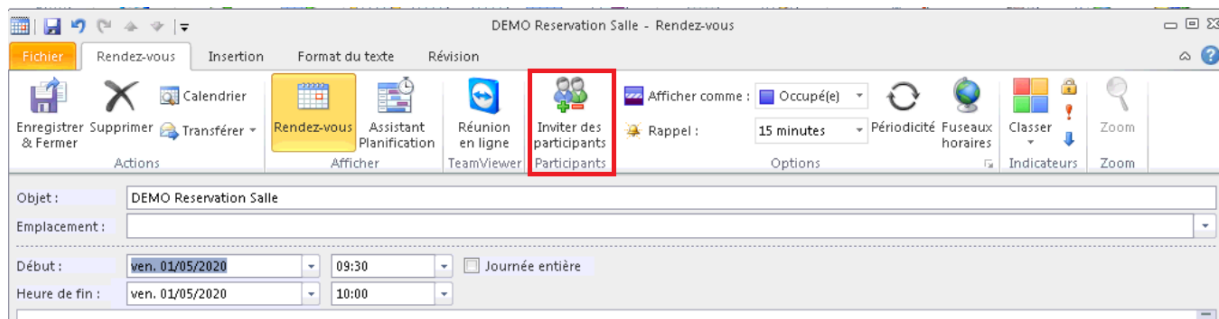 DEMO Reservation Salle - Rendez-vous
Fichier Rendez-vous Insertion Format du texte Révision
Enregistrer & Fermer
Supprimer
Calendrier
Transférer
Actions
Rendez-vous
Assistant Planification
Afficher
Réunion en ligne
TeamViewer
Inviter des participants
Participants
Afficher comme : Occupé(e)
Rappel : 15 minutes
Périodicité
Fuseaux horaires
Options
Classer
Indicateurs
Zoom
Zoom
Objet : DEMO Reservation Salle
Emplacement :
Début : ven. 01/05/2020 09:30 Journée entière
Heure de fin : ven. 01/05/2020 10:00